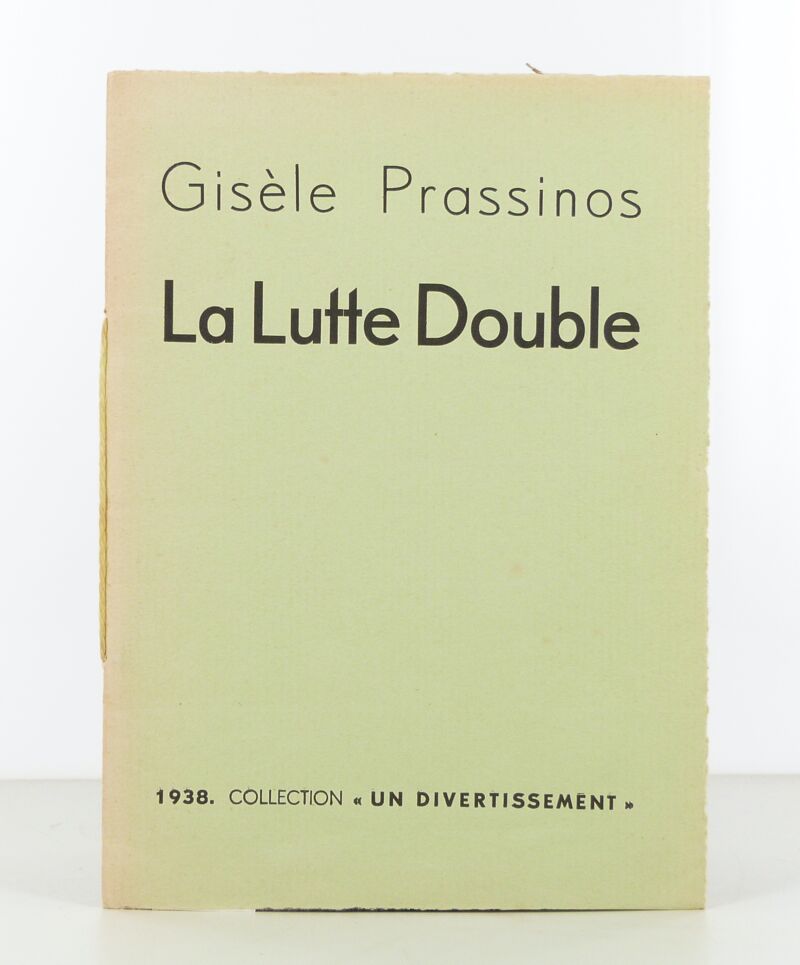 Gisèle Prassinos
La Lutte Double
1938. COLLECTION « UN DIVERTISSEMENT »